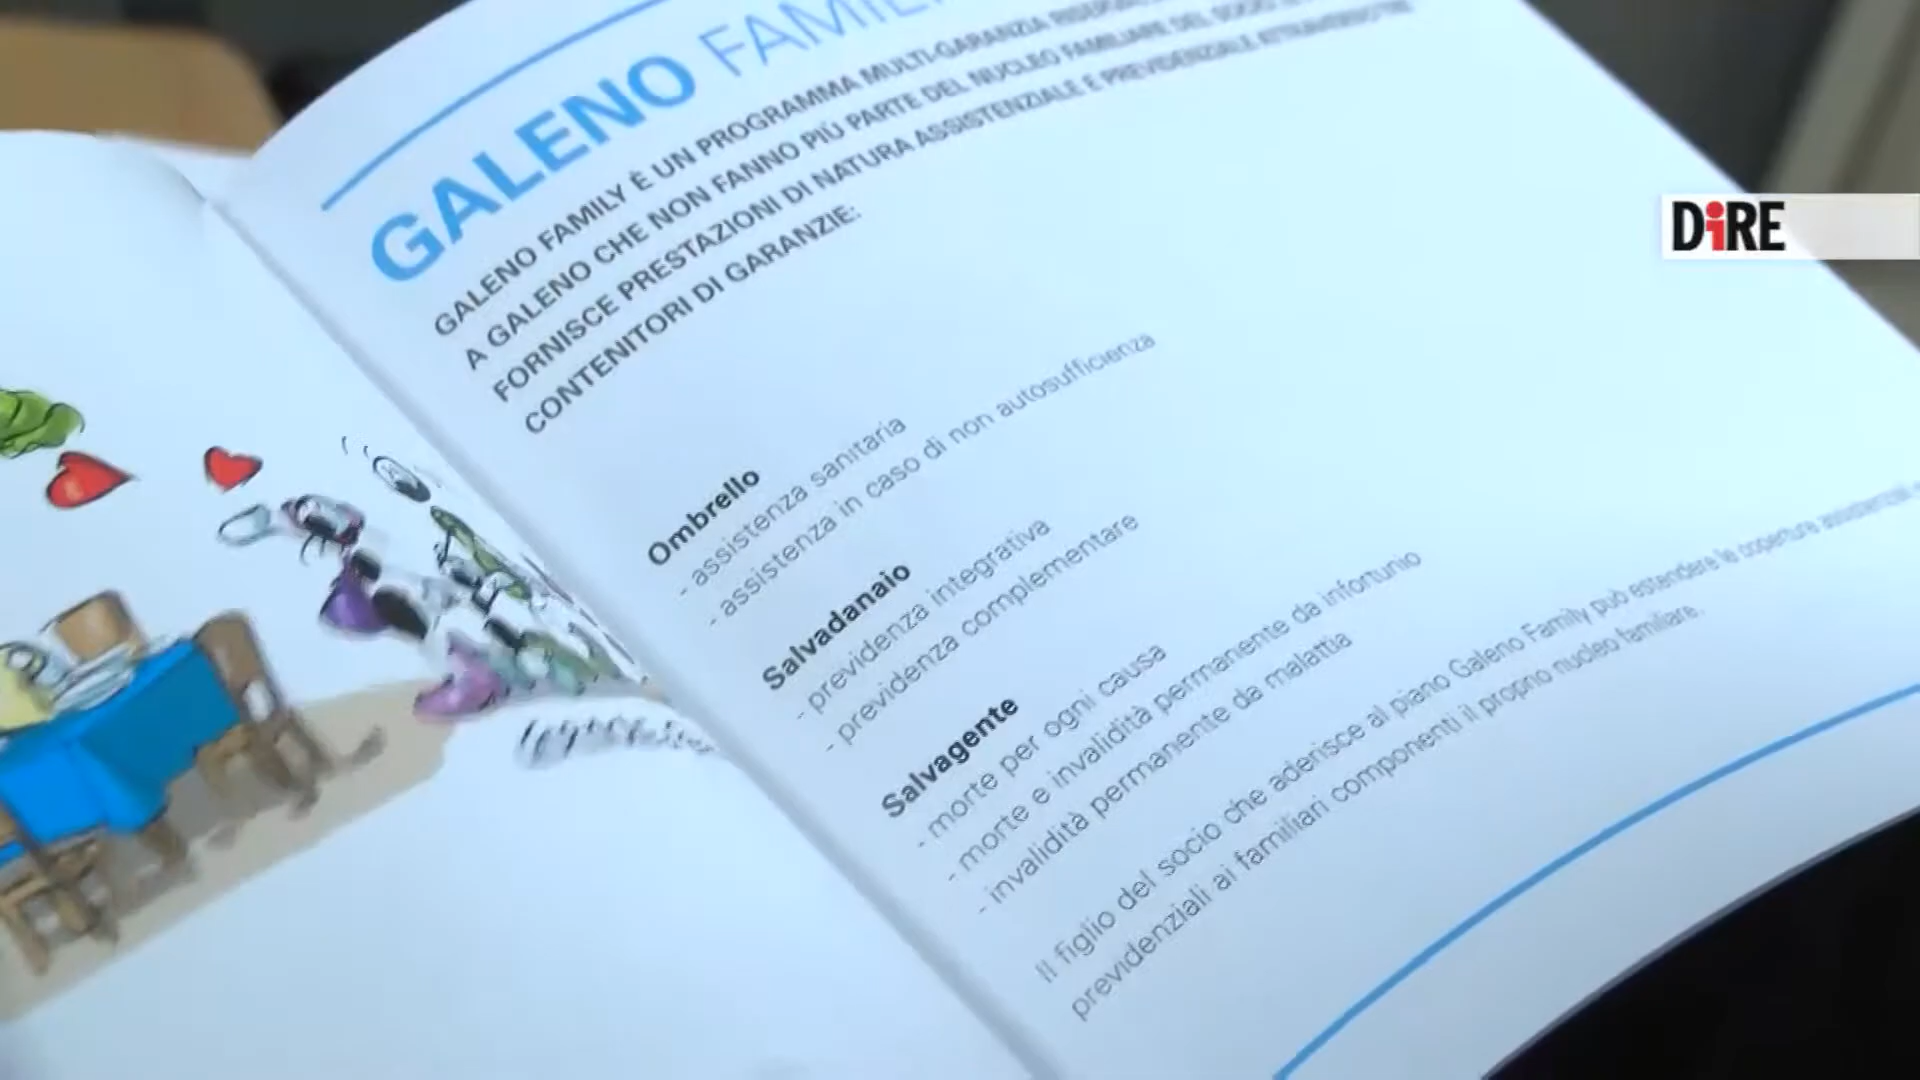 GALENO FAMILY
GALENO FAMILY È UN PROGRAMMA MULTI-GARANZIA
A GALENO CHE NON FANNO PIÙ PARTE DEL NUCLEO FAMILIARE DEL SOCIO
FORNISCE PRESTAZIONI DI NATURA ASSISTENZIALE E PREVIDENZIALE ATTRAVERSO TRE
CONTENITORI DI GARANZIE:
Ombrello
- assistenza sanitaria
- assistenza in caso di non autosufficienza
Salvadanaio
- previdenza integrativa
- previdenza complementare
Salvagente
- morte per ogni causa
- morte e invalidità permanente da infortunio
- invalidità permanente da malattia
Il figlio del socio che aderisce al piano Galeno Family può estendere le coperture assistenziali
previdenziali ai familiari componenti il proprio nucleo familiare.
DiRE